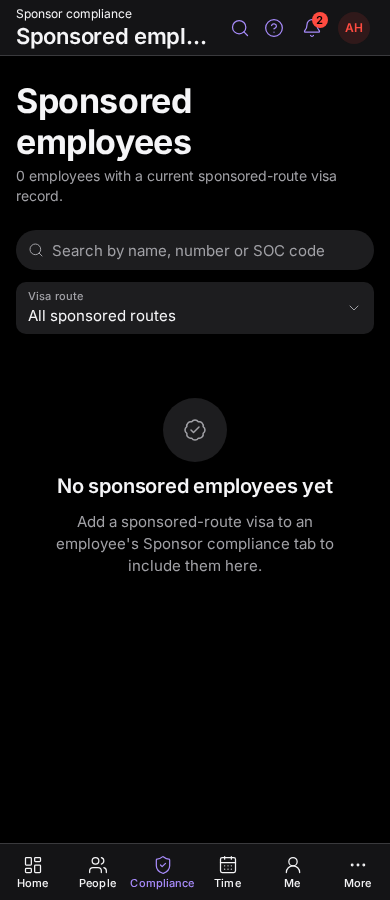 Sponsor compliance
Sponsored empl...
2
AH
Sponsored
employees
0 employees with a current sponsored-route visa
record.
Search by name, number or SOC code
Visa route
All sponsored routes
No sponsored employees yet
Add a sponsored-route visa to an
employee's Sponsor compliance tab to
include them here.
Home People Compliance Time Me More